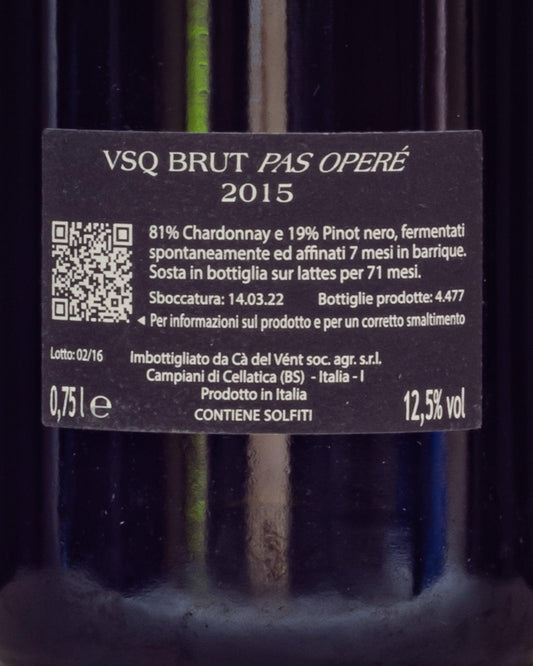 VSQ BRUT PAS OPERÉ
2015
81% Chardonnay e 19% Pinot nero, fermentati
spontaneamente ed affinati 7 mesi in barrique.
Sosta in bottiglia sur lattes per 71 mesi.
Sboccatura: 14.03.22 Bottiglie prodotte: 4.477
◄ Per informazioni sul prodotto e per un corretto smaltimento
Lotto: 02/16 Imbottigliato da Cà del Vént soc. agr. s.r.l.
Campiani di Cellatica (BS) - Italia - I
Prodotto in Italia
0,75 l e CONTIENE SOLFITI 12,5% vol